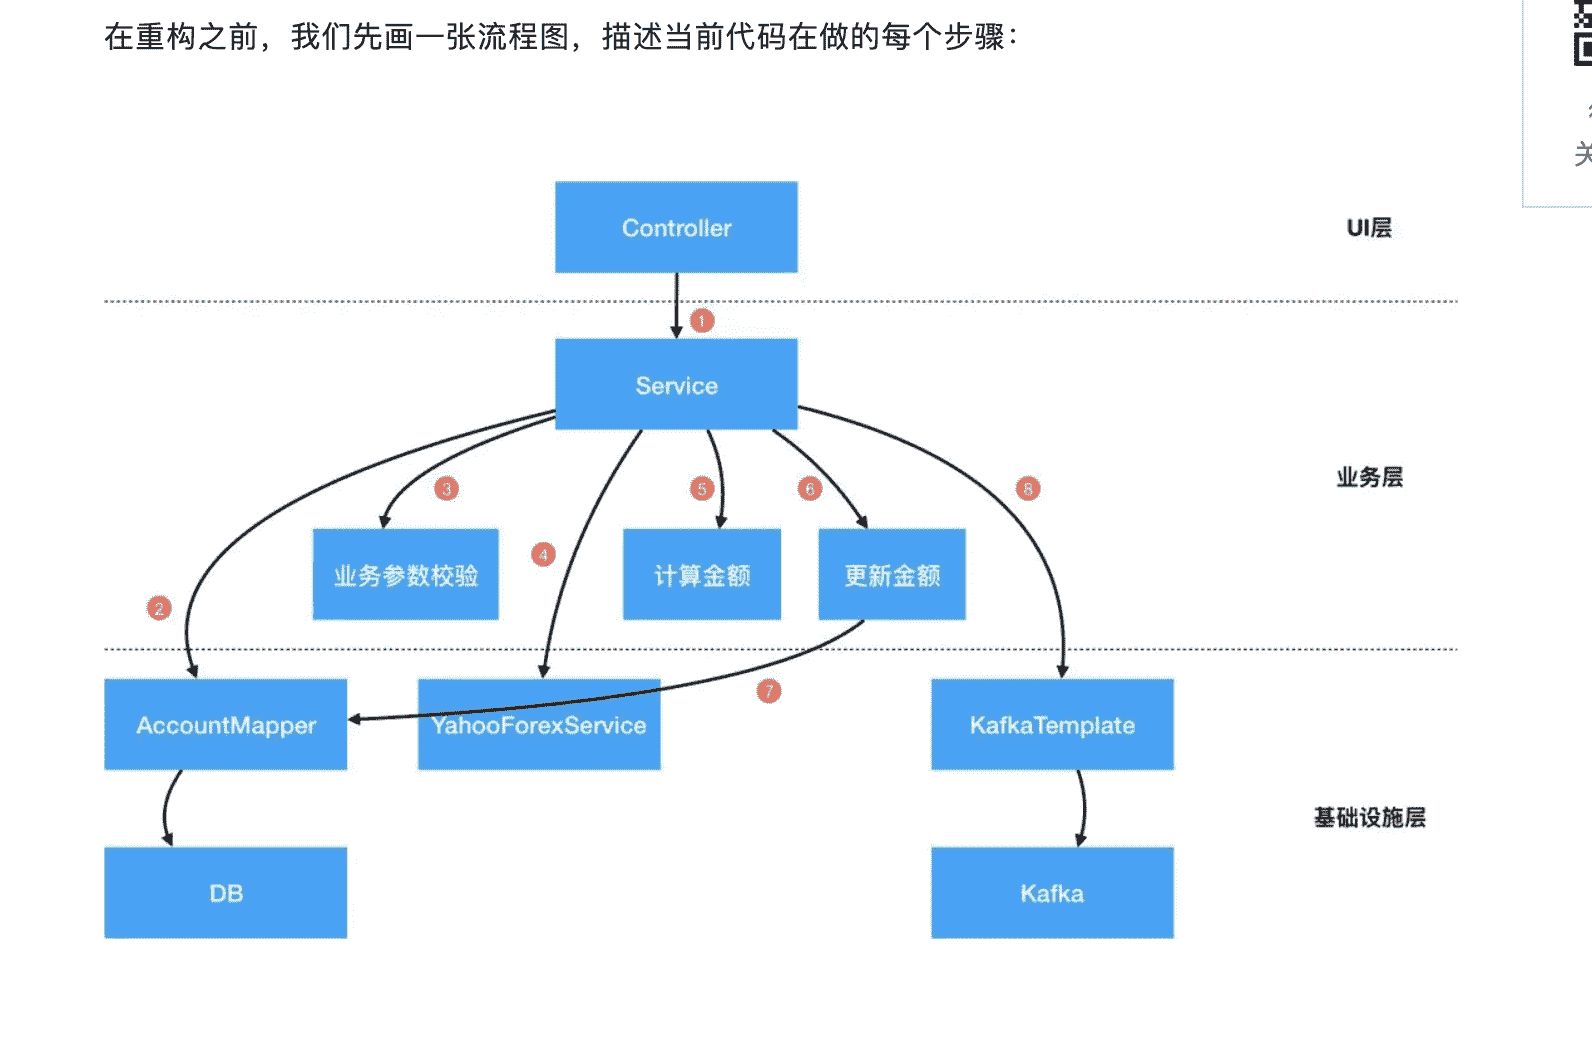 在重构之前，我们先画一张流程图，描述当前代码在做的每个步骤：
关
Controller
UI层
1
Service
业务层
3
5
6
8
4
业务参数校验
计算金额
更新金额
2
7
AccountMapper
YahooForexService
KafkaTemplate
基础设施层
DB
Kafka